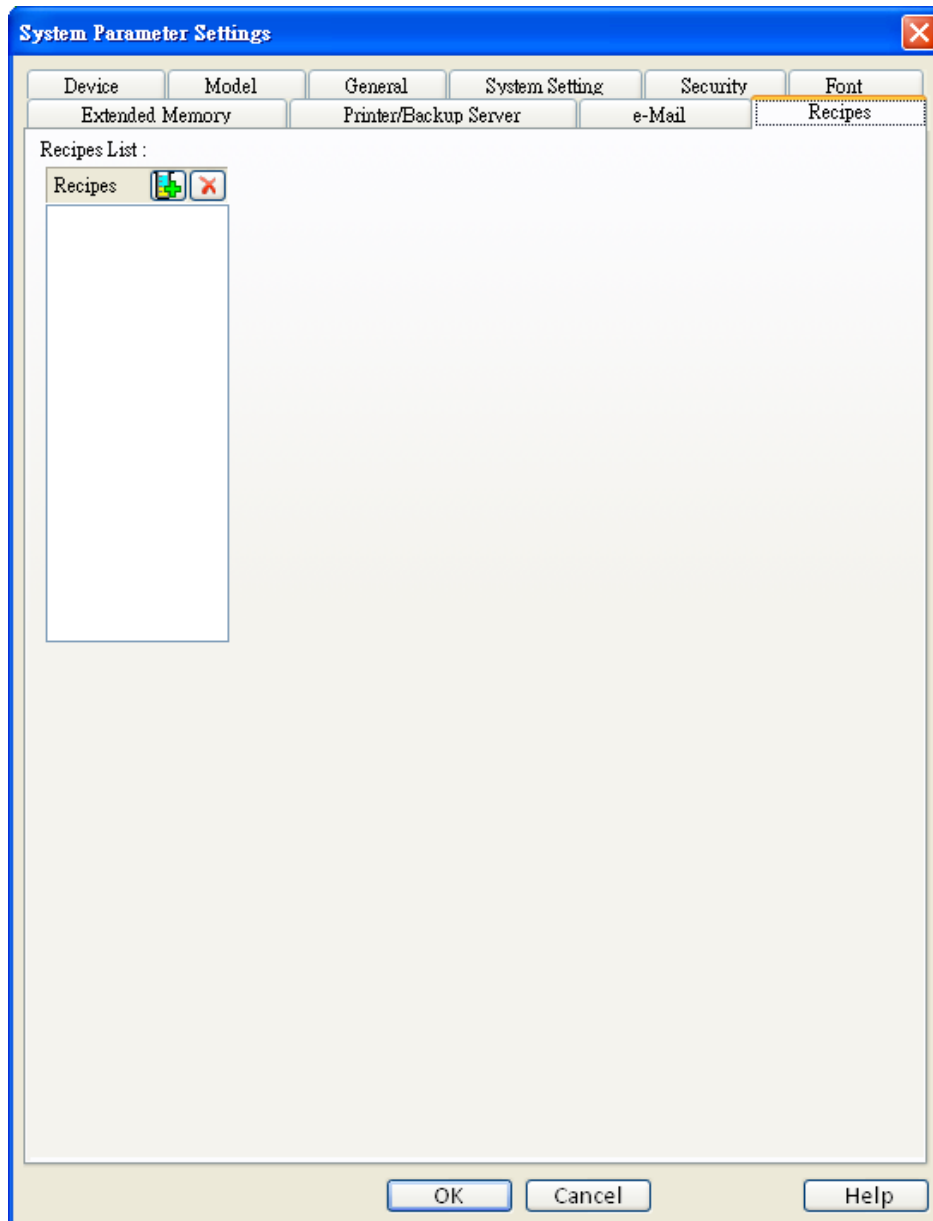 System Parameter Settings
Device Model General System Setting Security Font
Extended Memory Printer/Backup Server e-Mail Recipes
Recipes List :
Recipes
OK Cancel Help